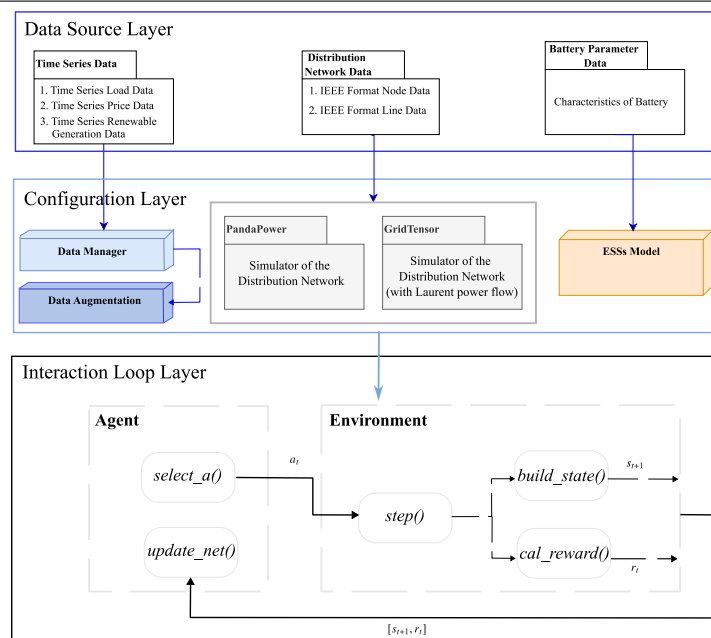 Data Source Layer
Time Series Data
1. Time Series Load Data
2. Time Series Price Data
3. Time Series Renewable
Generation Data
Distribution
Network Data
1. IEEE Format Node Data
2. IEEE Format Line Data
Battery Parameter
Data
Characteristics of Battery
Configuration Layer
Data Manager
Data Augmentation
PandaPower
Simulator of the
Distribution Network
GridTensor
Simulator of the
Distribution Network
(with Laurent power flow)
ESSs Model
Interaction Loop Layer
Agent
select_a()
update_net()
a_t
Environment
step()
build_state()
s_{t+1}
cal_reward()
r_t
[s_{t+1}, r_t]